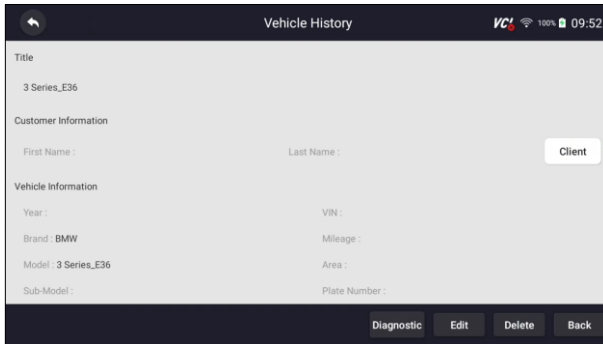 Vehicle History VCI 100% 09:52
Title
3 Series_E36
Customer Information
First Name : Last Name : Client
Vehicle Information
Year : VIN :
Brand : BMW Mileage :
Model : 3 Series_E36 Area :
Sub-Model : Plate Number :
Diagnostic Edit Delete Back